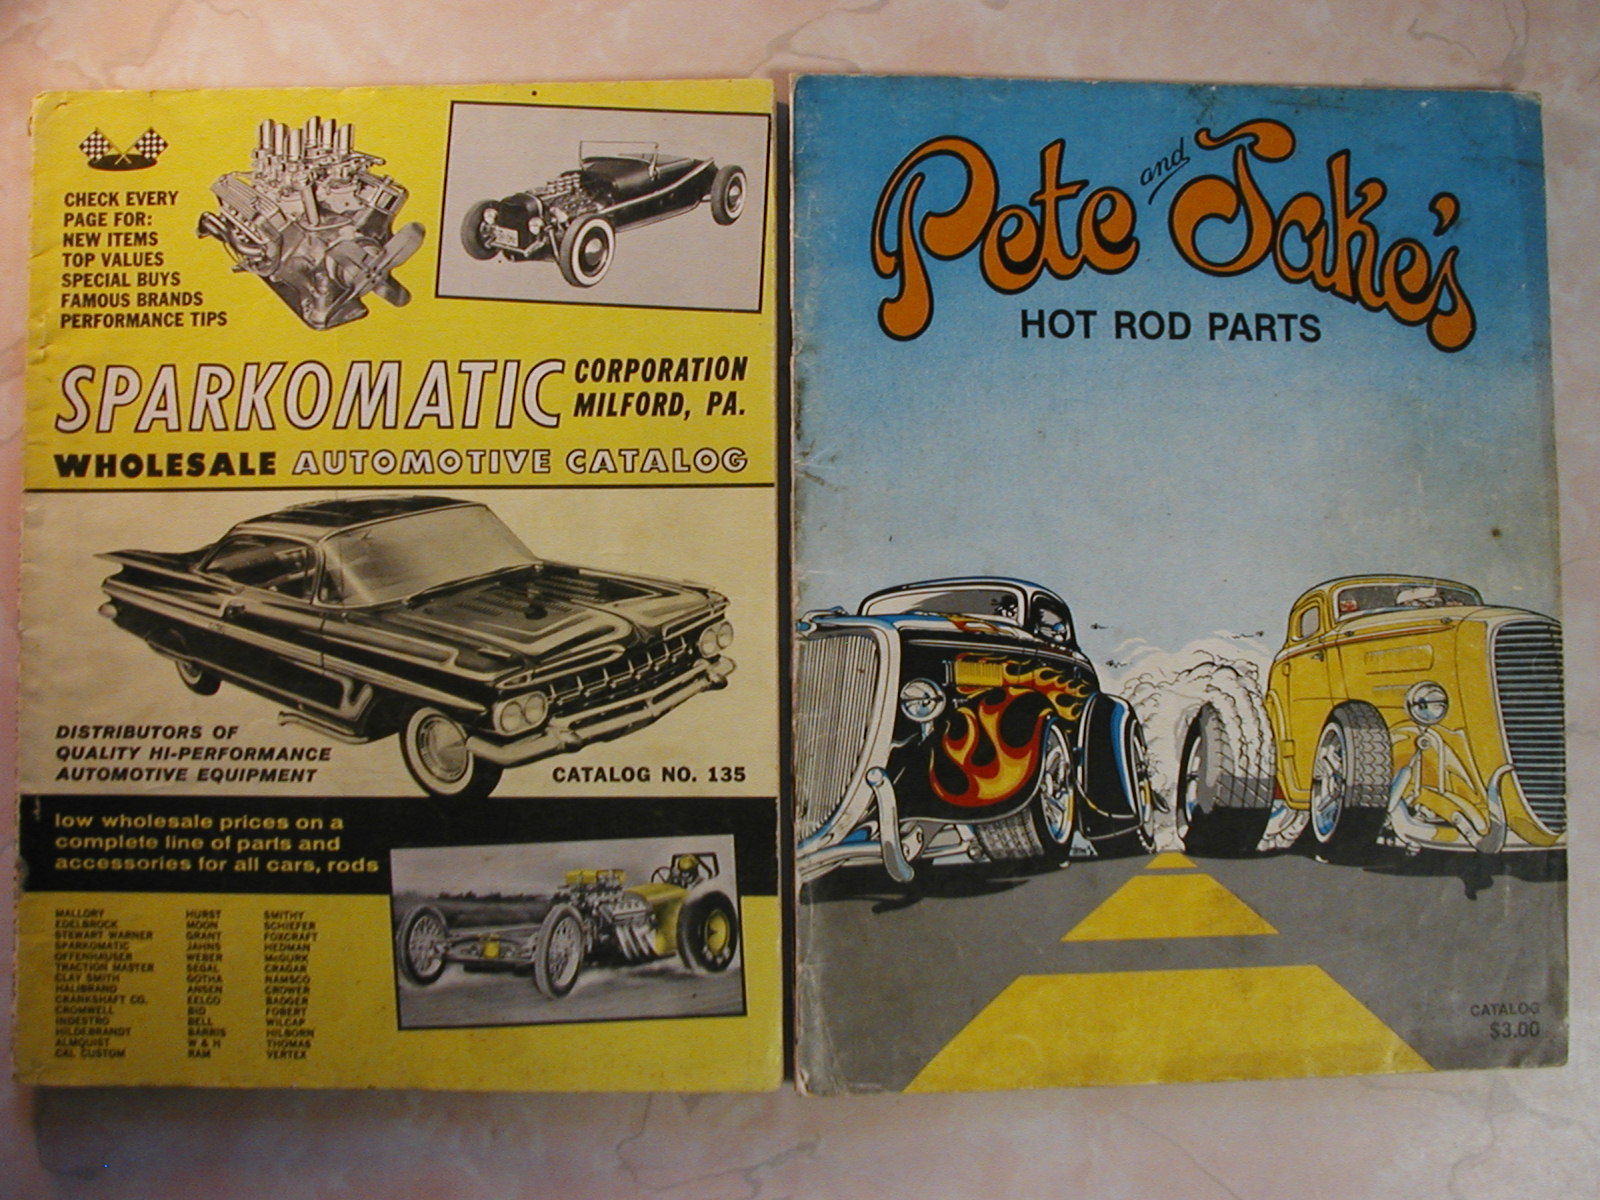 CHECK EVERY
PAGE FOR:
NEW ITEMS
TOP VALUES
SPECIAL BUYS
FAMOUS BRANDS
PERFORMANCE TIPS
SPARKOMATIC CORPORATION
MILFORD, PA.
WHOLESALE AUTOMOTIVE CATALOG
DISTRIBUTORS OF
QUALITY HI-PERFORMANCE
AUTOMOTIVE EQUIPMENT
CATALOG NO. 135
low wholesale prices on a
complete line of parts and
accessories for all cars, rods
MALLORY
EDELBROCK
STEWART WARNER
SPARKOMATIC
OFFENHAUSER
TRACTION MASTER
CLAY SMITH
HALIBRAND
CRANKSHAFT CO.
CROMWELL
INDESTRO
HILDEBRANDT
ALMQUIST
CAL CUSTOM
HURST
MOON
GRANT
JAHNS
WEBER
SEGAL
GOTHA
ANSEN
EELCO
BID
BELL
BARRIS
W & H
RAM
SMITHY
SCHIEFER
FOXCRAFT
HEDMAN
McGURK
CRAGAR
NAMSCO
CROWER
BADGER
FOBERT
WILCAP
HILBORN
THOMAS
VERTEX
Pete and Jake's
HOT ROD PARTS
CATALOG
$3.00